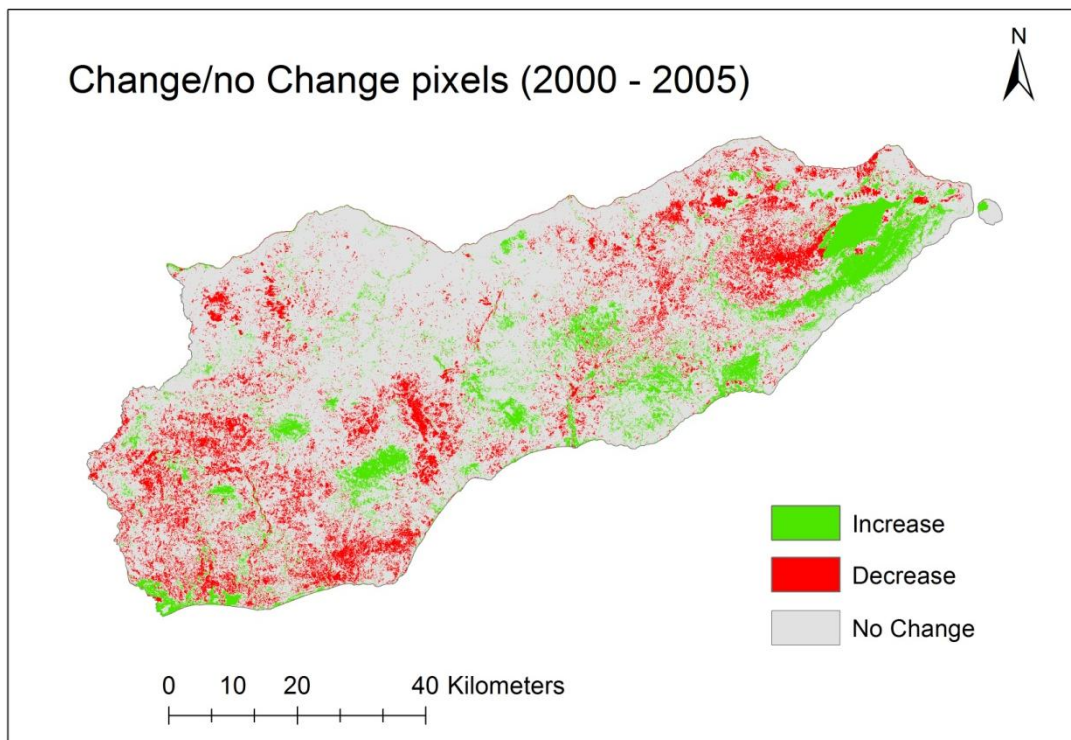 N
Change/no Change pixels (2000 - 2005)
Increase
Decrease
No Change
0 10 20 40 Kilometers